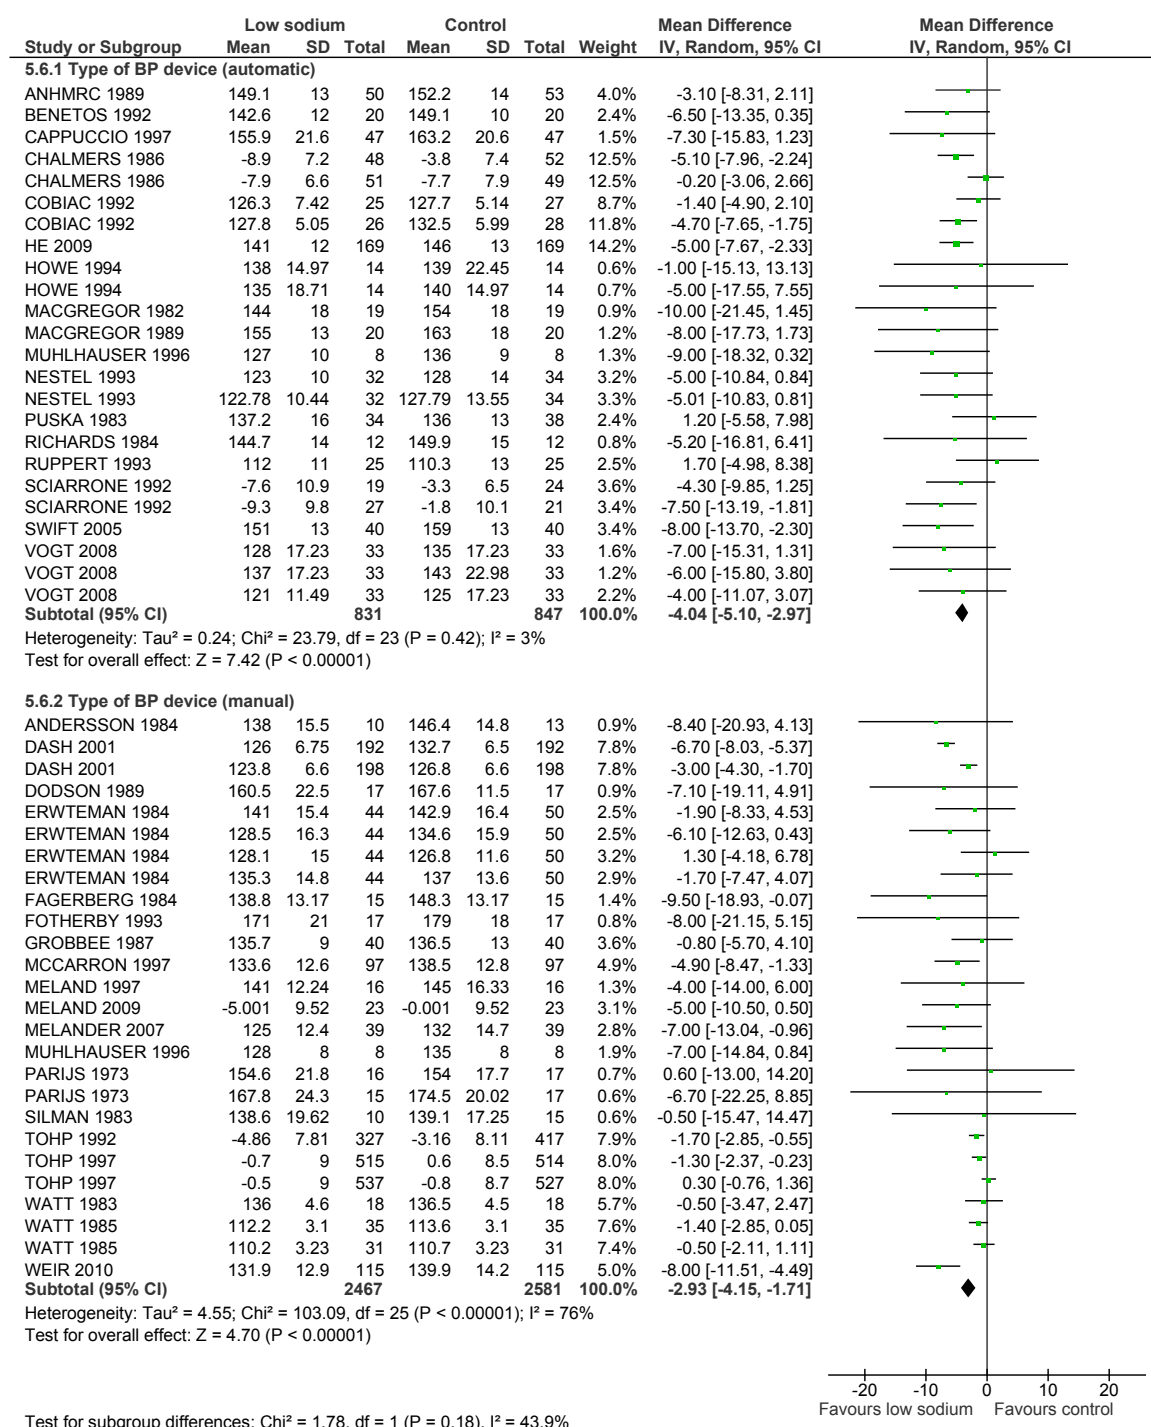 Low sodium Control Mean Difference Mean Difference
Study or Subgroup Mean SD Total Mean SD Total Weight IV, Random, 95% CI IV, Random, 95% CI
5.6.1 Type of BP device (automatic)
ANHMRC 1989 149.1 13 50 152.2 14 53 4.0% -3.10 [-8.31, 2.11]
BENETOS 1992 142.6 12 20 149.1 10 20 2.4% -6.50 [-13.35, 0.35]
CAPPUCCIO 1997 155.9 21.6 47 163.2 20.6 47 1.5% -7.30 [-15.83, 1.23]
CHALMERS 1986 -8.9 7.2 48 -3.8 7.4 52 12.5% -5.10 [-7.96, -2.24]
CHALMERS 1986 -7.9 6.6 51 -7.7 7.9 49 12.5% -0.20 [-3.06, 2.66]
COBIAC 1992 126.3 7.42 25 127.7 5.14 27 8.7% -1.40 [-4.90, 2.10]
COBIAC 1992 127.8 5.05 26 132.5 5.99 28 11.8% -4.70 [-7.65, -1.75]
HE 2009 141 12 169 146 13 169 14.2% -5.00 [-7.67, -2.33]
HOWE 1994 138 14.97 14 139 22.45 14 0.6% -1.00 [-15.13, 13.13]
HOWE 1994 135 18.71 14 140 14.97 14 0.7% -5.00 [-17.55, 7.55]
MACGREGOR 1982 144 18 19 154 18 19 0.9% -10.00 [-21.45, 1.45]
MACGREGOR 1989 155 13 20 163 18 20 1.2% -8.00 [-17.73, 1.73]
MUHLHAUSER 1996 127 10 8 136 9 8 1.3% -9.00 [-18.32, 0.32]
NESTEL 1993 123 10 32 128 14 34 3.2% -5.00 [-10.84, 0.84]
NESTEL 1993 122.78 10.44 32 127.79 13.55 34 3.3% -5.01 [-10.83, 0.81]
PUSKA 1983 137.2 16 34 136 13 38 2.4% 1.20 [-5.58, 7.98]
RICHARDS 1984 144.7 14 12 149.9 15 12 0.8% -5.20 [-16.81, 6.41]
RUPPERT 1993 112 11 25 110.3 13 25 2.5% 1.70 [-4.98, 8.38]
SCIARRONE 1992 -7.6 10.9 19 -3.3 6.5 24 3.6% -4.30 [-9.85, 1.25]
SCIARRONE 1992 -9.3 9.8 27 -1.8 10.1 21 3.4% -7.50 [-13.19, -1.81]
SWIFT 2005 151 13 40 159 13 40 3.4% -8.00 [-13.70, -2.30]
VOGT 2008 128 17.23 33 135 17.23 33 1.6% -7.00 [-15.31, 1.31]
VOGT 2008 137 17.23 33 143 22.98 33 1.2% -6.00 [-15.80, 3.80]
VOGT 2008 121 11.49 33 125 17.23 33 2.2% -4.00 [-11.07, 3.07]
Subtotal (95% CI) 831 847 100.0% -4.04 [-5.10, -2.97]
Heterogeneity: Tau² = 0.24; Chi² = 23.79, df = 23 (P = 0.42); I² = 3%
Test for overall effect: Z = 7.42 (P < 0.00001)
5.6.2 Type of BP device (manual)
ANDERSSON 1984 138 15.5 10 146.4 14.8 13 0.9% -8.40 [-20.93, 4.13]
DASH 2001 126 6.75 192 132.7 6.5 192 7.8% -6.70 [-8.03, -5.37]
DASH 2001 123.8 6.6 198 126.8 6.6 198 7.8% -3.00 [-4.30, -1.70]
DODSON 1989 160.5 22.5 17 167.6 11.5 17 0.9% -7.10 [-19.11, 4.91]
ERWTEMAN 1984 141 15.4 44 142.9 16.4 50 2.5% -1.90 [-8.33, 4.53]
ERWTEMAN 1984 128.5 16.3 44 134.6 15.9 50 2.5% -6.10 [-12.63, 0.43]
ERWTEMAN 1984 128.1 15 44 126.8 11.6 50 3.2% 1.30 [-4.18, 6.78]
ERWTEMAN 1984 135.3 14.8 44 137 13.6 50 2.9% -1.70 [-7.47, 4.07]
FAGERBERG 1984 138.8 13.17 15 148.3 13.17 15 1.4% -9.50 [-18.93, -0.07]
FOTHERBY 1993 171 21 17 179 18 17 0.8% -8.00 [-21.15, 5.15]
GROBBEE 1987 135.7 9 40 136.5 13 40 3.6% -0.80 [-5.70, 4.10]
MCCARRON 1997 133.6 12.6 97 138.5 12.8 97 4.9% -4.90 [-8.47, -1.33]
MELAND 1997 141 12.24 16 145 16.33 16 1.3% -4.00 [-14.00, 6.00]
MELAND 2009 -5.001 9.52 23 -0.001 9.52 23 3.1% -5.00 [-10.50, 0.50]
MELANDER 2007 125 12.4 39 132 14.7 39 2.8% -7.00 [-13.04, -0.96]
MUHLHAUSER 1996 128 8 8 135 8 8 1.9% -7.00 [-14.84, 0.84]
PARIJS 1973 154.6 21.8 16 154 17.7 17 0.7% 0.60 [-13.00, 14.20]
PARIJS 1973 167.8 24.3 15 174.5 20.02 17 0.6% -6.70 [-22.25, 8.85]
SILMAN 1983 138.6 19.62 10 139.1 17.25 15 0.6% -0.50 [-15.47, 14.47]
TOHP 1992 -4.86 7.81 327 -3.16 8.11 417 7.9% -1.70 [-2.85, -0.55]
TOHP 1997 -0.7 9 515 0.6 8.5 514 8.0% -1.30 [-2.37, -0.23]
TOHP 1997 -0.5 9 537 -0.8 8.7 527 8.0% 0.30 [-0.76, 1.36]
WATT 1983 136 4.6 18 136.5 4.5 18 5.7% -0.50 [-3.47, 2.47]
WATT 1985 112.2 3.1 35 113.6 3.1 35 7.6% -1.40 [-2.85, 0.05]
WATT 1985 110.2 3.23 31 110.7 3.23 31 7.4% -0.50 [-2.11, 1.11]
WEIR 2010 131.9 12.9 115 139.9 14.2 115 5.0% -8.00 [-11.51, -4.49]
Subtotal (95% CI) 2467 2581 100.0% -2.93 [-4.15, -1.71]
Heterogeneity: Tau² = 4.55; Chi² = 103.09, df = 25 (P < 0.00001); I² = 76%
Test for overall effect: Z = 4.70 (P < 0.00001)
-20 -10 0 10 20
Favours low sodium Favours control
Test for subgroup differences: Chi² = 1.78, df = 1 (P = 0.18), I² = 43.9%